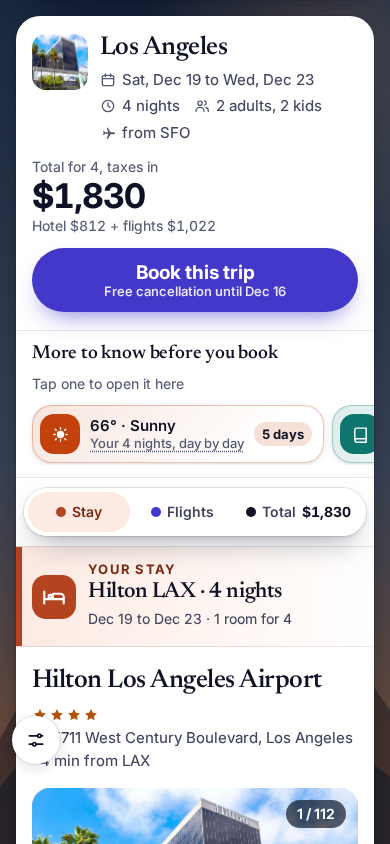 Los Angeles
Sat, Dec 19 to Wed, Dec 23
4 nights 2 adults, 2 kids
from SFO
Total for 4, taxes in
$1,830
Hotel $812 + flights $1,022
Book this trip
Free cancellation until Dec 16
More to know before you book
Tap one to open it here
66° · Sunny
Your 4 nights, day by day
5 days
Stay Flights Total $1,830
YOUR STAY
Hilton LAX · 4 nights
Dec 19 to Dec 23 · 1 room for 4
Hilton Los Angeles Airport
West Century Boulevard, Los Angeles
min from LAX
1 / 112